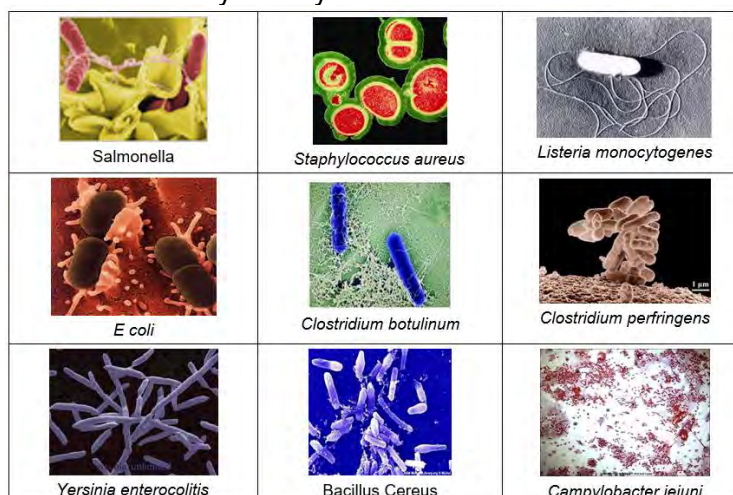 Salmonella
Staphylococcus aureus
Listeria monocytogenes
E coli
Clostridium botulinum
Clostridium perfringens
1 µm
Yersinia enterocolitis
Bacillus Cereus
Campylobacter jejuni